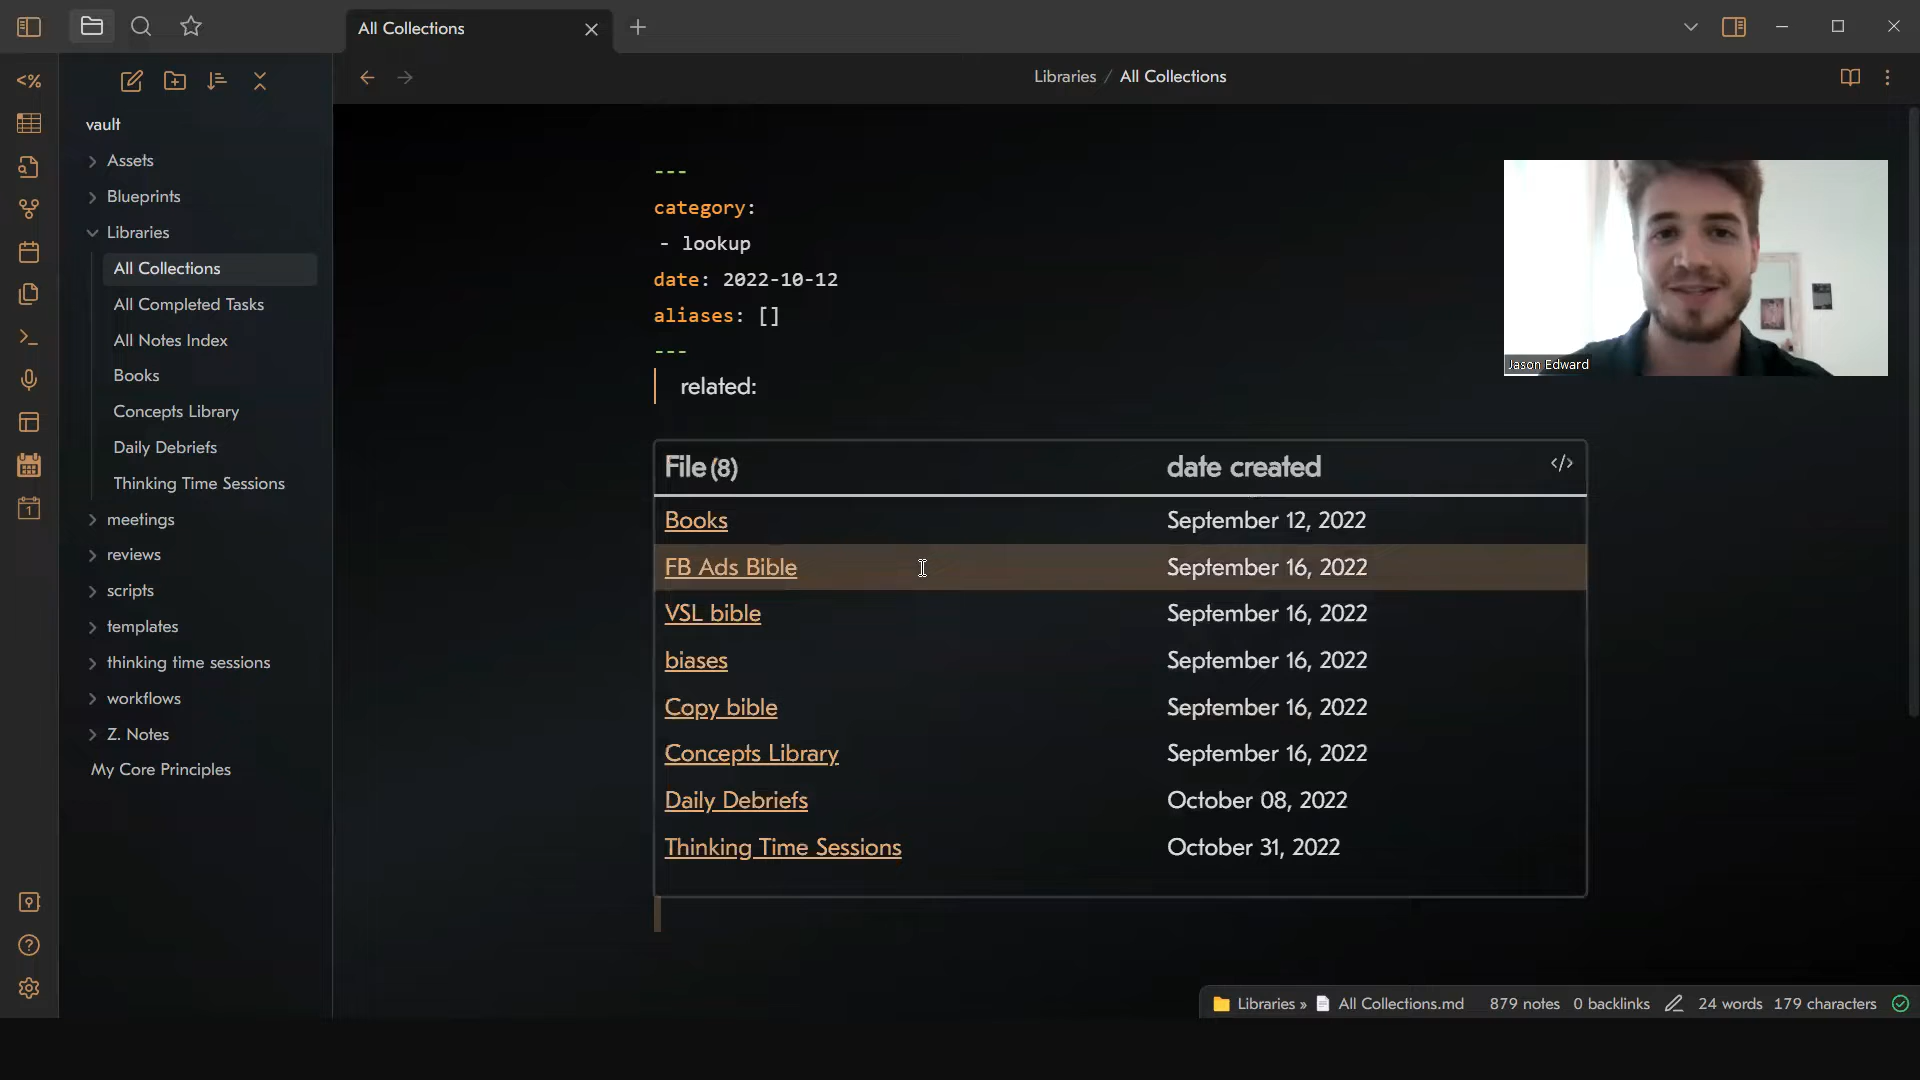 All Collections
Libraries / All Collections
<%
vault
Assets
Blueprints
Libraries
All Collections
All Completed Tasks
All Notes Index
Books
Concepts Library
Daily Debriefs
Thinking Time Sessions
meetings
reviews
scripts
templates
thinking time sessions
workflows
Z. Notes
My Core Principles
1
---
category:
- lookup
date: 2022-10-12
aliases: []
---
related:
Jason Edward
File (8) date created </>
Books September 12, 2022
FB Ads Bible September 16, 2022
VSL bible September 16, 2022
biases September 16, 2022
Copy bible September 16, 2022
Concepts Library September 16, 2022
Daily Debriefs October 08, 2022
Thinking Time Sessions October 31, 2022
Libraries » All Collections.md 879 notes 0 backlinks 24 words 179 characters